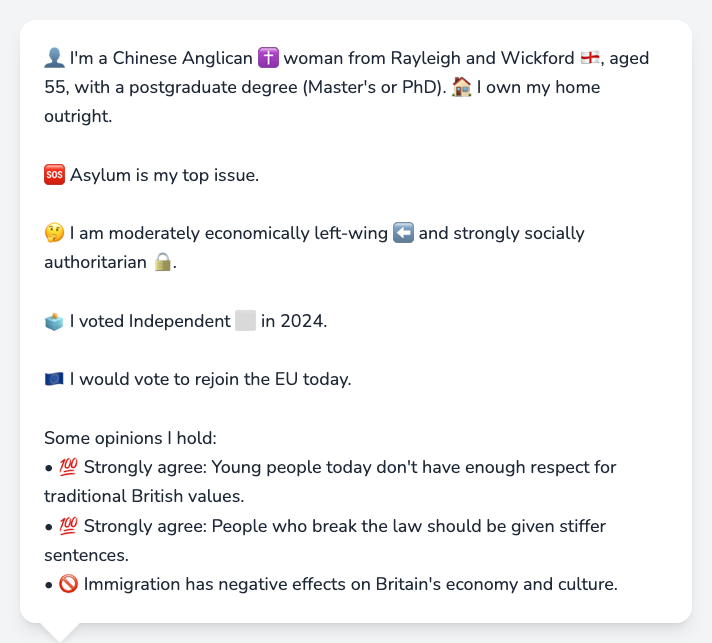 👤 I'm a Chinese Anglican ✝️ woman from Rayleigh and Wickford 🏴󠁧󠁢󠁥󠁮󠁧󠁿, aged
55, with a postgraduate degree (Master's or PhD). 🏠 I own my home
outright.
🆘 Asylum is my top issue.
🤔 I am moderately economically left-wing ⬅️ and strongly socially
authoritarian 🔒.
🗳️ I voted Independent ⬜ in 2024.
🇪🇺 I would vote to rejoin the EU today.
Some opinions I hold:
• 💯 Strongly agree: Young people today don't have enough respect for
traditional British values.
• 💯 Strongly agree: People who break the law should be given stiffer
sentences.
• 🚫 Immigration has negative effects on Britain's economy and culture.